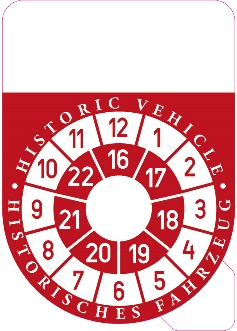 • HISTORIC VEHICLE •
12 1 2 3 4 5 6 7 8 9 10 11
16 17 18 19 20 21 22
HISTORISCHES FAHRZEUG